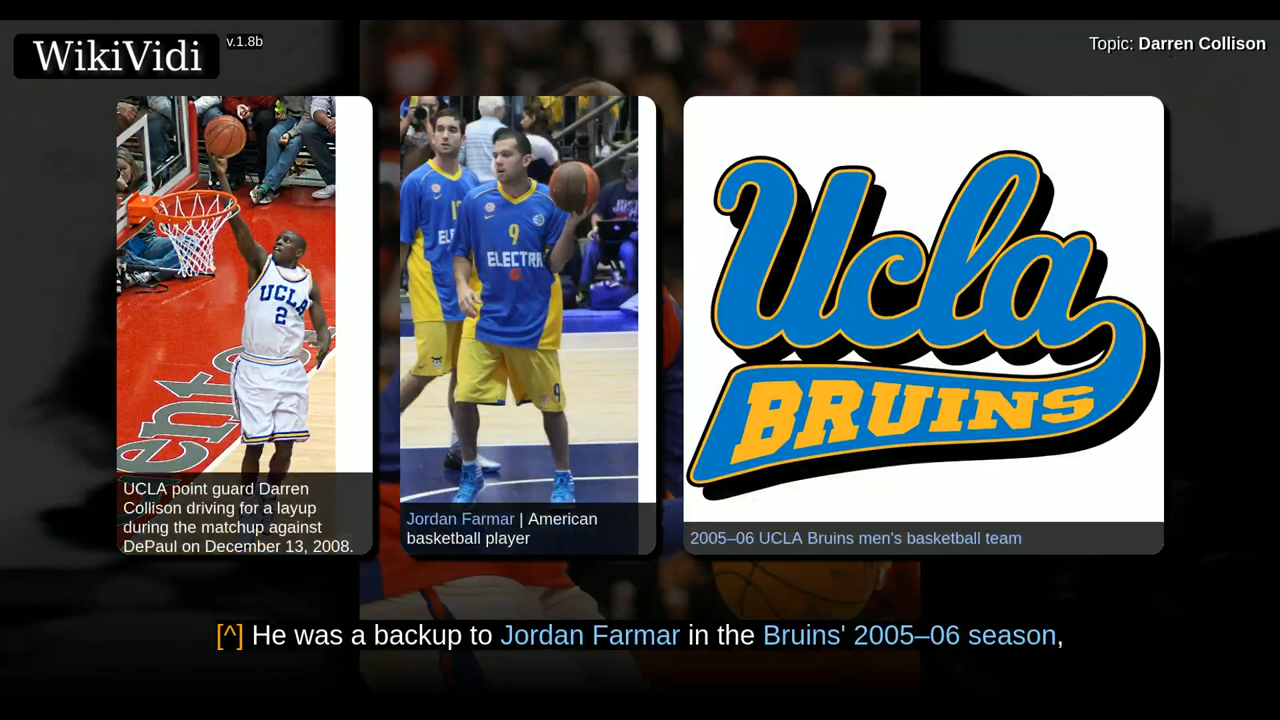 WikiVidi
v.1.8b
Topic: Darren Collison
UCLA
2
UCLA point guard Darren
Collison driving for a layup
during the matchup against
DePaul on December 13, 2008.
9
ELECTRA
Jordan Farmar | American
basketball player
Ucla
BRUINS
2005–06 UCLA Bruins men's basketball team
[^] He was a backup to Jordan Farmar in the Bruins' 2005–06 season,